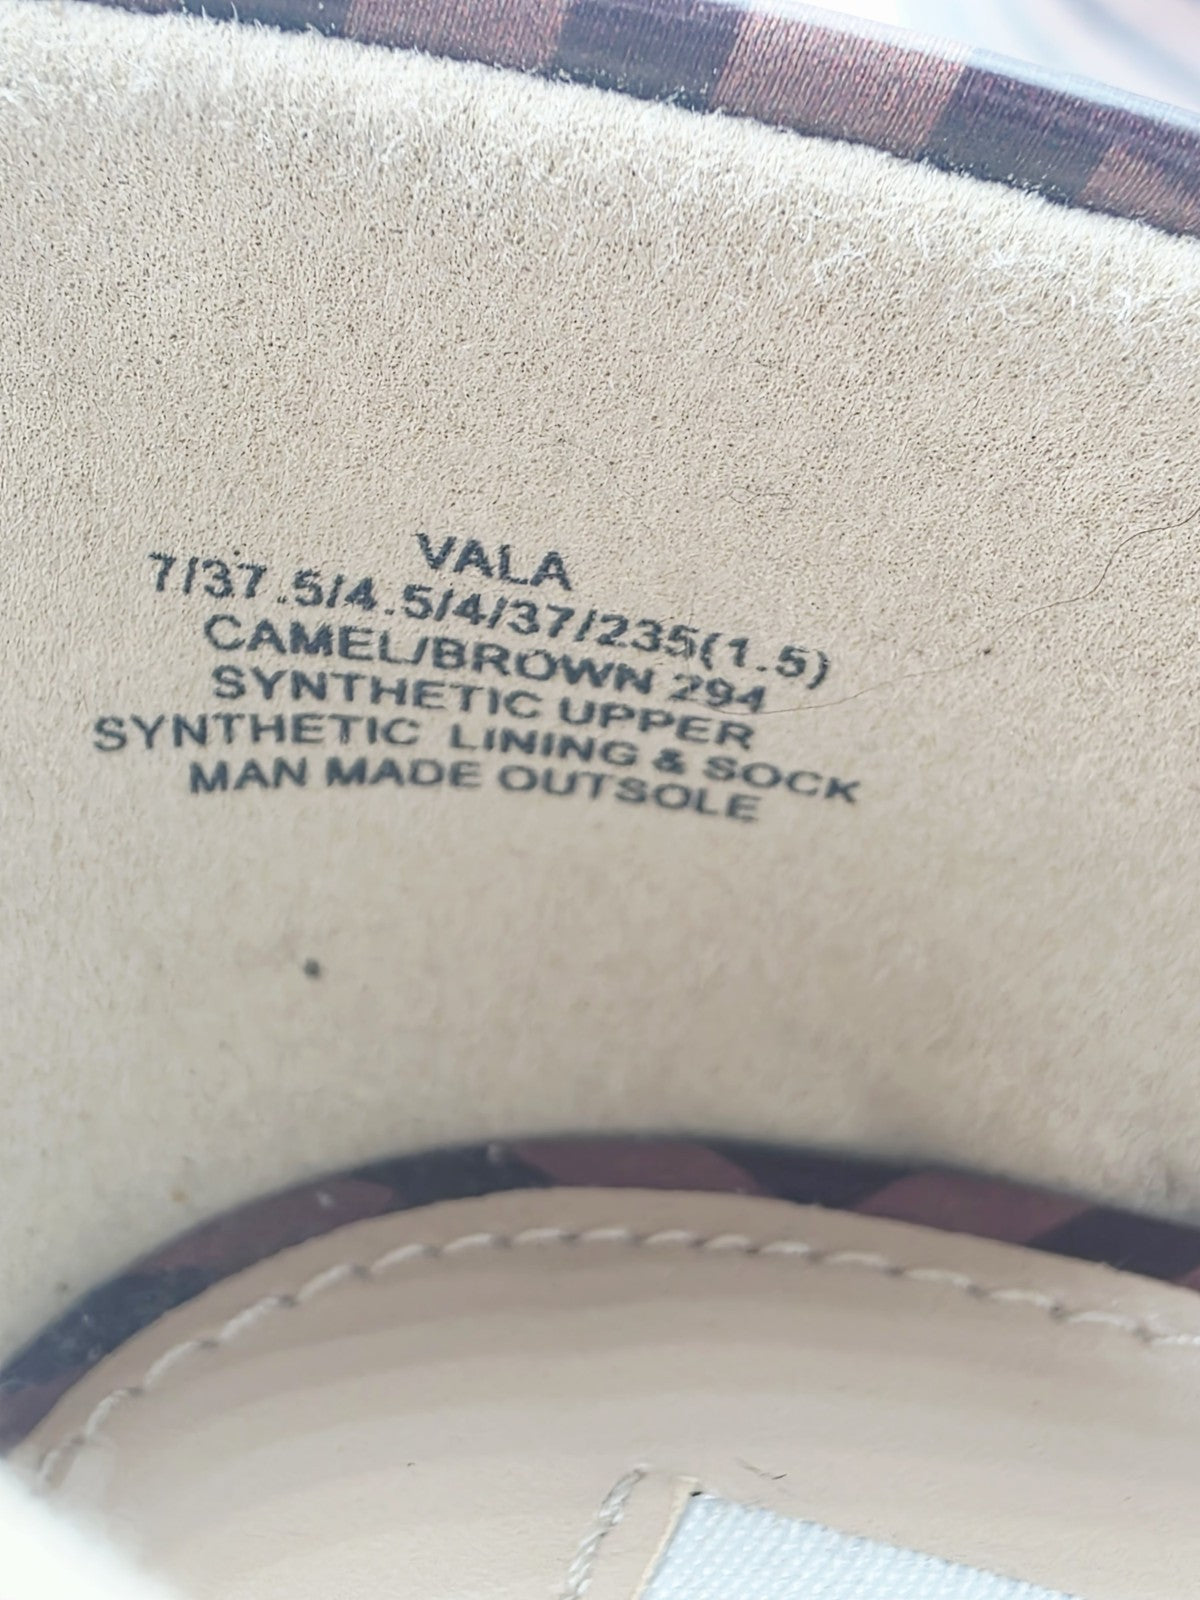 VALA
7/37.5/4.5/4/37/235(1.5)
CAMEL/BROWN 294
SYNTHETIC UPPER
SYNTHETIC LINING & SOCK
MAN MADE OUTSOLE